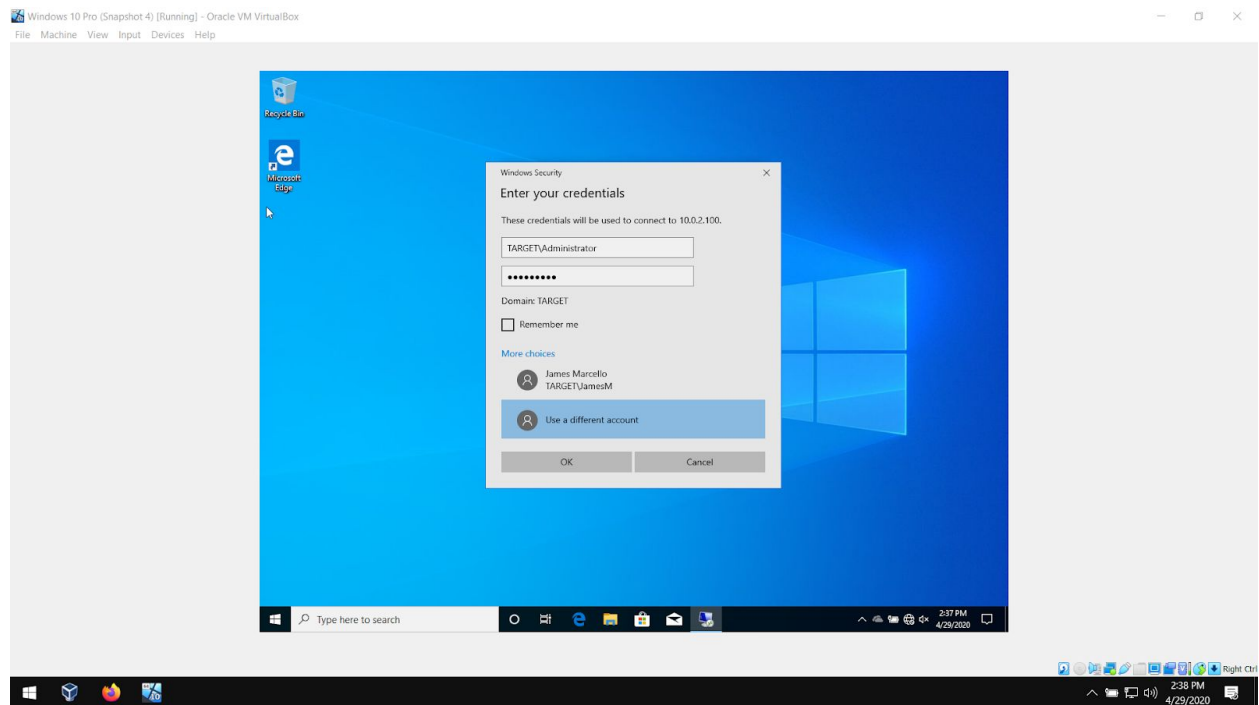 Windows 10 Pro (Snapshot 4) [Running] - Oracle VM VirtualBox
File Machine View Input Devices Help
Recycle Bin
Microsoft
Edge
Windows Security
Enter your credentials
These credentials will be used to connect to 10.0.2.100.
TARGET\Administrator
•••••••••
Domain: TARGET
Remember me
More choices
James Marcello
TARGET\JamesM
Use a different account
OK Cancel
Type here to search
2:37 PM
4/29/2020
Right Ctrl
2:38 PM
4/29/2020